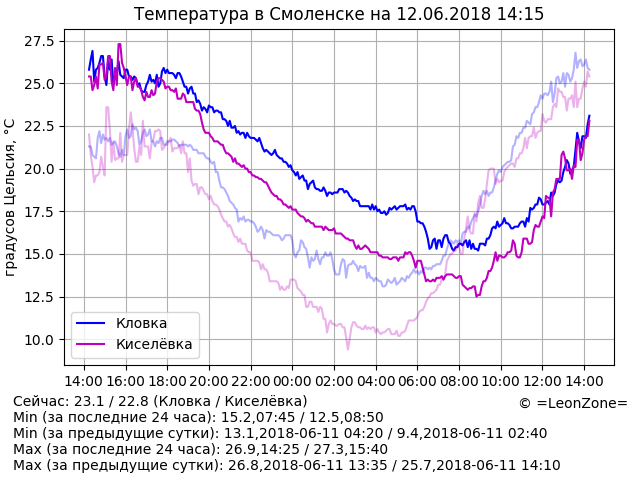 Температура в Смоленске на 12.06.2018 14:15
27.5
25.0
22.5
20.0
17.5
15.0
12.5
10.0
градусов Цельсия, °C
Кловка
Киселёвка
14:00 16:00 18:00 20:00 22:00 00:00 02:00 04:00 06:00 08:00 10:00 12:00 14:00
Сейчас: 23.1 / 22.8 (Кловка / Киселёвка)
© =LeonZone=
Min (за последние 24 часа): 15.2,07:45 / 12.5,08:50
Min (за предыдущие сутки): 13.1,2018-06-11 04:20 / 9.4,2018-06-11 02:40
Max (за последние 24 часа): 26.9,14:25 / 27.3,15:40
Max (за предыдущие сутки): 26.8,2018-06-11 13:35 / 25.7,2018-06-11 14:10